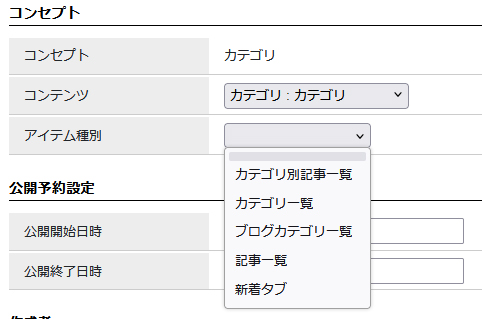 コンセプト
コンセプト カテゴリ
コンテンツ カテゴリ：カテゴリ
アイテム種別
カテゴリ別記事一覧
カテゴリ一覧
ブログカテゴリ一覧
記事一覧
新着タブ
公開予約設定
公開開始日時
公開終了日時